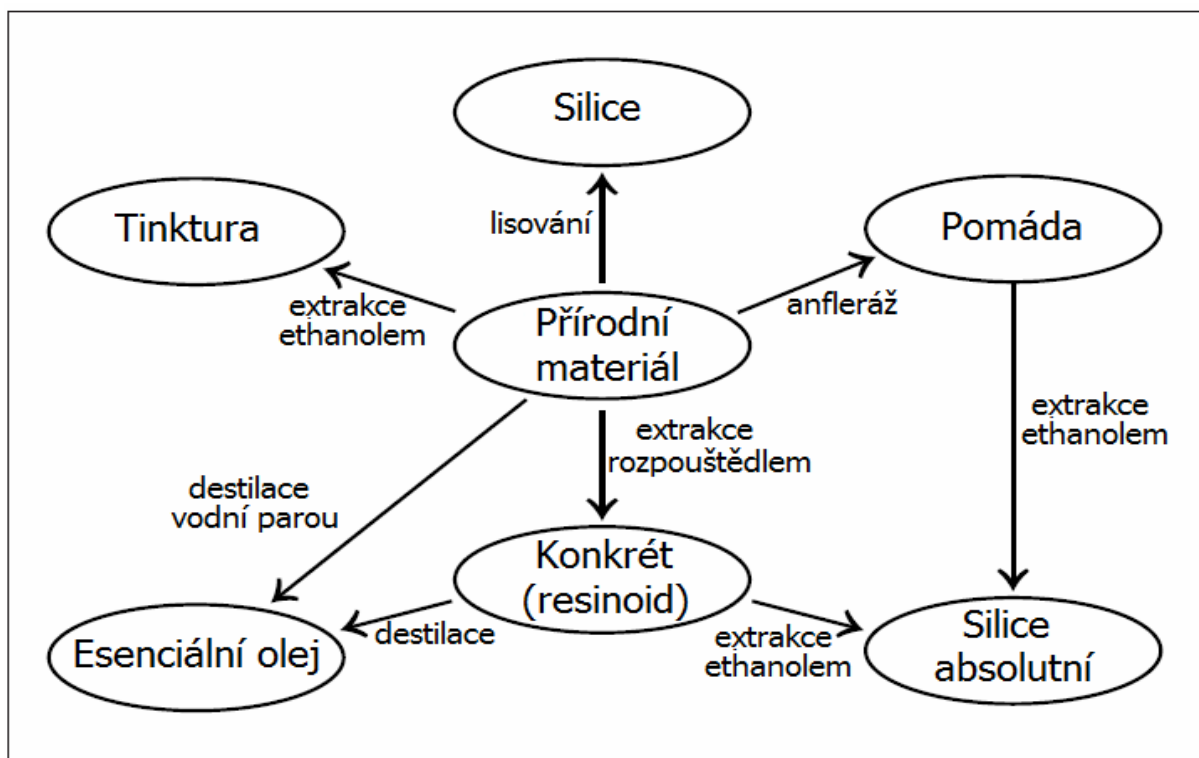 Silice
Tinktura
Pomáda
lisování
extrakce
ethanolem
anfleráž
Přírodní
materiál
extrakce
rozpouštědlem
extrakce
ethanolem
destilace
vodní parou
Konkrét
(resinoid)
Esenciální olej
destilace
extrakce
ethanolem
Silice
absolutní